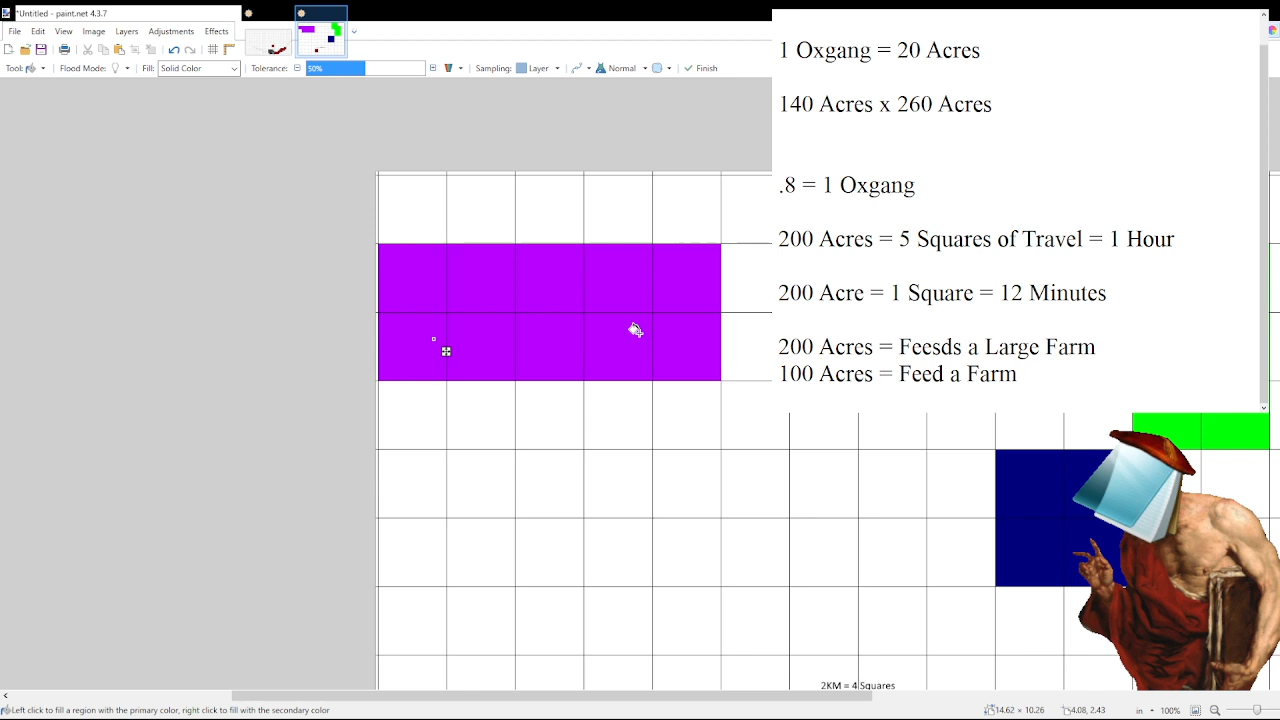 *Untitled - paint.net 4.3.7
File Edit View Image Layers Adjustments Effects
Tool: Flood Mode: Fill: Solid Color Tolerance: 50% Sampling: Layer Normal Finish
1 Oxgang = 20 Acres
140 Acres x 260 Acres
.8 = 1 Oxgang
200 Acres = 5 Squares of Travel = 1 Hour
200 Acre = 1 Square = 12 Minutes
200 Acres = Feesds a Large Farm
100 Acres = Feed a Farm
2KM = 4 Squares
Left click to fill a region with the primary color, right click to fill with the secondary color
14.62 × 10.26 4.08, 2.43 in 100%